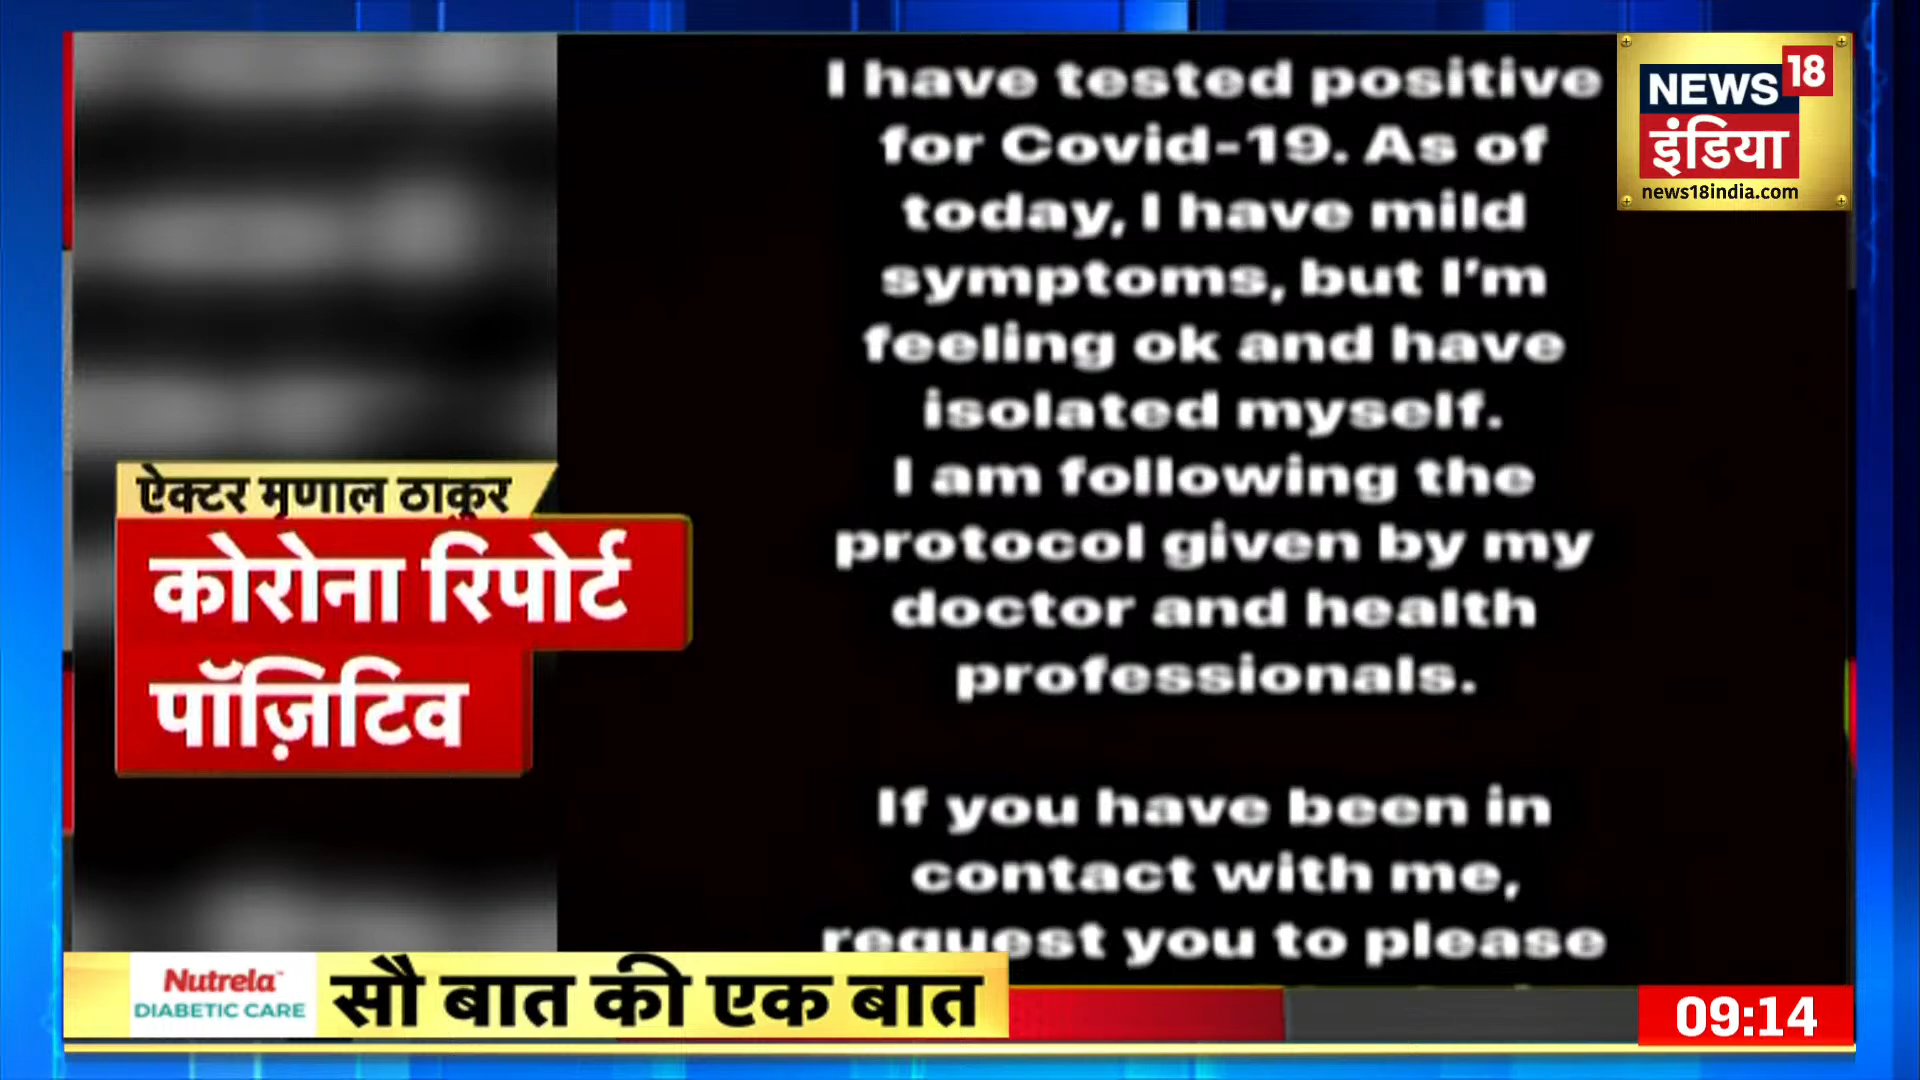 I have tested positive
for Covid-19. As of
today, I have mild
symptoms, but I'm
feeling ok and have
isolated myself.
I am following the
protocol given by my
doctor and health
professionals.
If you have been in
contact with me,
request you to please
NEWS 18
इंडिया
news18india.com
ऐक्टर मृणाल ठाकुर
कोरोना रिपोर्ट
पॉज़िटिव
Nutrela
DIABETIC CARE
सौ बात की एक बात
09:14